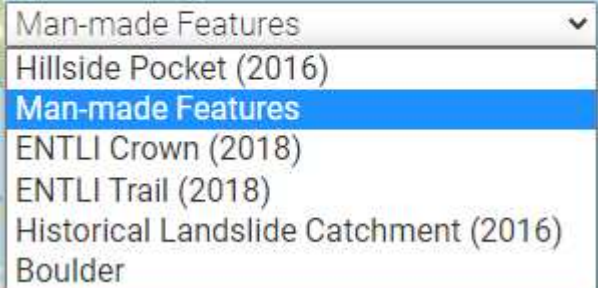 Man-made Features
Hillside Pocket (2016)
Man-made Features
ENTLI Crown (2018)
ENTLI Trail (2018)
Historical Landslide Catchment (2016)
Boulder